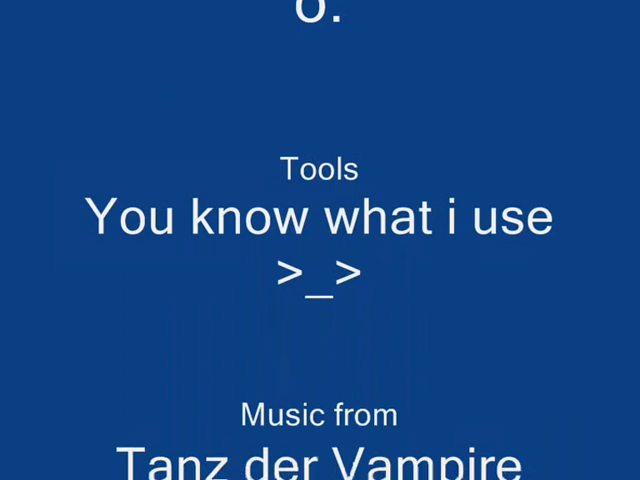 o.
Tools
You know what i use
>_>
Music from
Tanz der Vampire